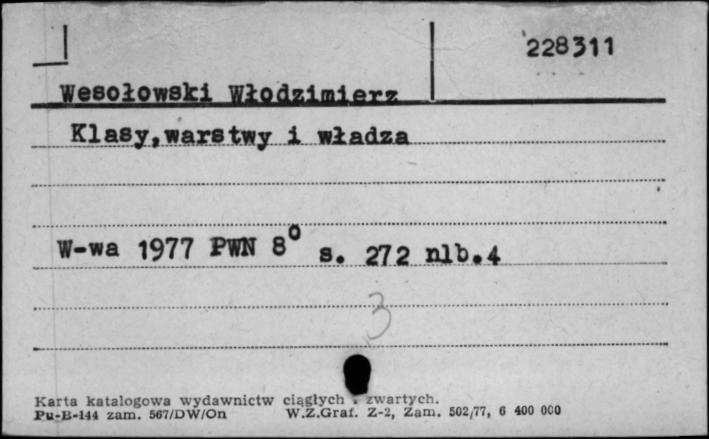 228311
Wesołowski Włodzimierz
Klasy,warstwy i władza
W-wa 1977 PWN 8° s. 272 nlb.4
3
Karta katalogowa wydawnictw ciągłych . zwartych.
Pu-B-144 zam. 567/DW/On W.Z.Graf. Z-2, Zam. 502/77, 6 400 000